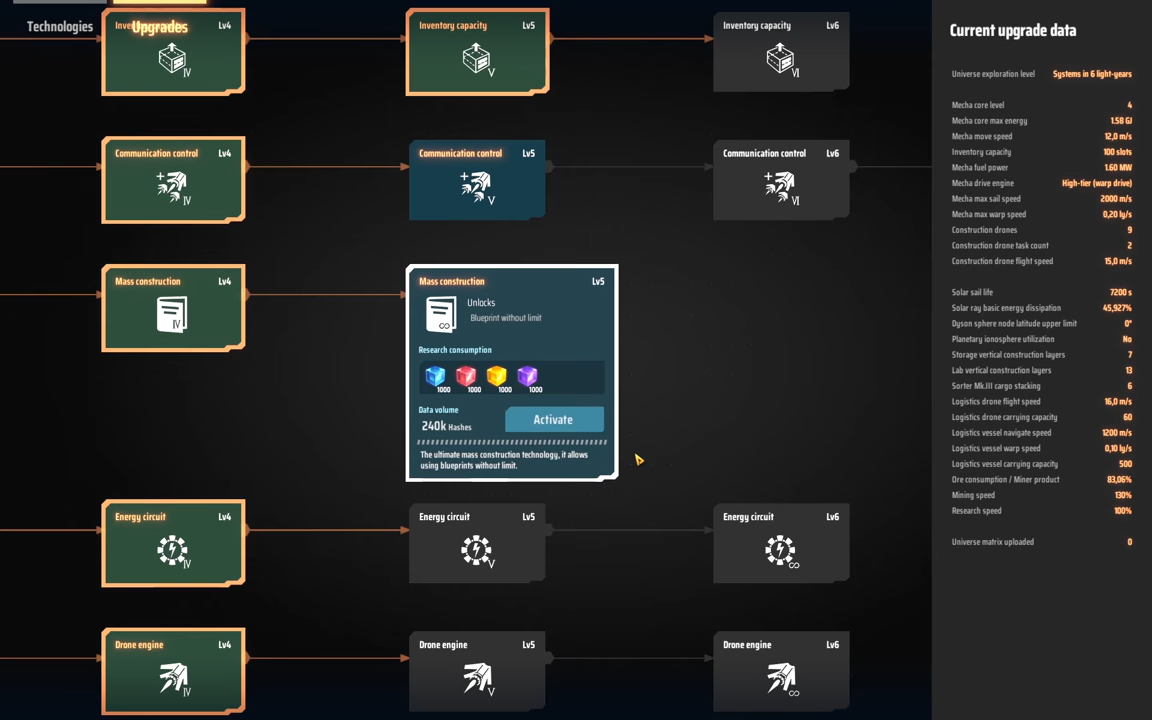 Technologies
Upgrades
Lv4
IV
Inventory capacity Lv5
V
Inventory capacity Lv6
VI
Communication control Lv4
IV
Communication control Lv5
V
Communication control Lv6
VI
Mass construction Lv4
IV
Mass construction Lv5
Unlocks
Blueprint without limit
Research consumption
1000 1000 1000 1000
Data volume
240k Hashes
Activate
The ultimate mass construction technology, it allows
using blueprints without limit.
Energy circuit Lv4
IV
Energy circuit Lv5
V
Energy circuit Lv6
∞
Drone engine Lv4
IV
Drone engine Lv5
V
Drone engine Lv6
∞
Current upgrade data
Universe exploration level Systems in 6 light-years
Mecha core level 4
Mecha core max energy 1.58 GJ
Mecha move speed 12,0 m/s
Inventory capacity 100 slots
Mecha fuel power 1.60 MW
Mecha drive engine High-tier (warp drive)
Mecha max sail speed 2000 m/s
Mecha max warp speed 0,20 ly/s
Construction drones 9
Construction drone task count 2
Construction drone flight speed 15,0 m/s
Solar sail life 7200 s
Solar ray basic energy dissipation 45,927%
Dyson sphere node latitude upper limit 0°
Planetary ionosphere utilization No
Storage vertical construction layers 7
Lab vertical construction layers 13
Sorter Mk.III cargo stacking 6
Logistics drone flight speed 16,0 m/s
Logistics drone carrying capacity 60
Logistics vessel navigate speed 1200 m/s
Logistics vessel warp speed 0,10 ly/s
Logistics vessel carrying capacity 500
Ore consumption / Miner product 83,06%
Mining speed 130%
Research speed 100%
Universe matrix uploaded 0